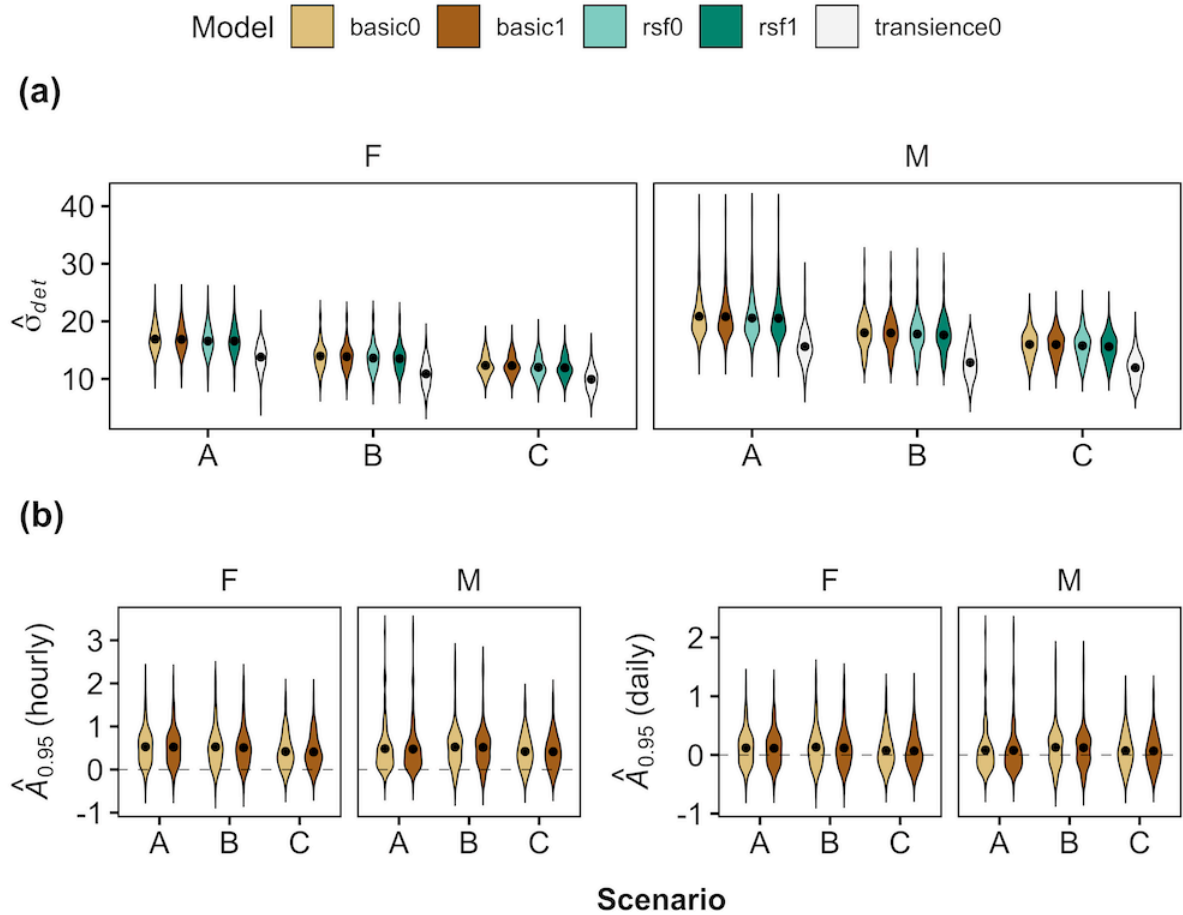 Model basic0 basic1 rsf0 rsf1 transience0
(a)
F M
40
30
20
10
σ̂det
A B C A B C
(b)
F M F M
3
2
1
0
-1
Â0.95 (hourly)
2
1
0
-1
Â0.95 (daily)
A B C A B C A B C A B C
Scenario